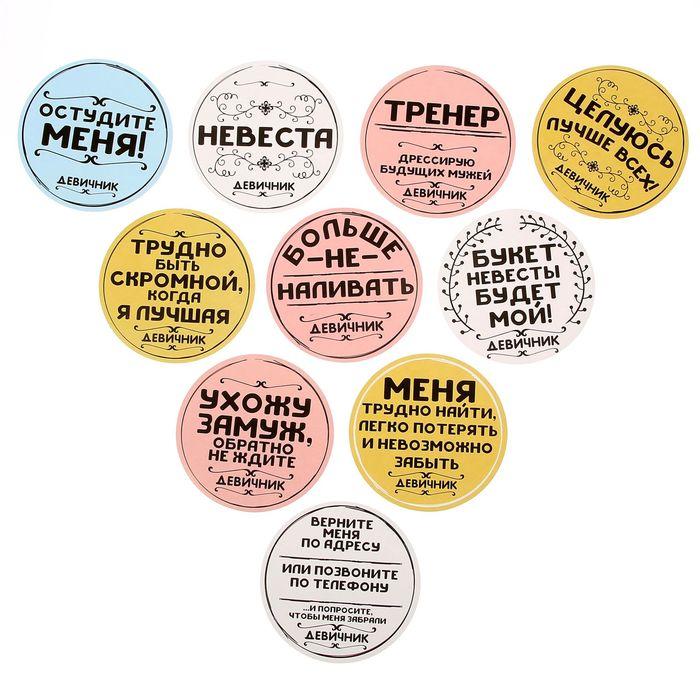 ОСТУДИТЕ
МЕНЯ!
ДЕВИЧНИК
НЕВЕСТА
ДЕВИЧНИК
ТРЕНЕР
ДРЕССИРУЮ
БУДУЩИХ МУЖЕЙ
ДЕВИЧНИК
ЦЕЛУЮСЬ
ЛУЧШЕ ВСЕХ!
ДЕВИЧНИК
ТРУДНО
БЫТЬ
СКРОМНОЙ,
КОГДА
Я ЛУЧШАЯ
ДЕВИЧНИК
БОЛЬШЕ
-НЕ-
НАЛИВАТЬ
ДЕВИЧНИК
БУКЕТ
НЕВЕСТЫ
БУДЕТ
МОЙ!
ДЕВИЧНИК
УХОЖУ
ЗАМУЖ,
ОБРАТНО
НЕ ЖДИТЕ
ДЕВИЧНИК
МЕНЯ
ТРУДНО НАЙТИ,
ЛЕГКО ПОТЕРЯТЬ
И НЕВОЗМОЖНО
ЗАБЫТЬ
ДЕВИЧНИК
ВЕРНИТЕ
МЕНЯ
ПО АДРЕСУ
ИЛИ ПОЗВОНИТЕ
ПО ТЕЛЕФОНУ
...И ПОПРОСИТЕ,
ЧТОБЫ МЕНЯ ЗАБРАЛИ
ДЕВИЧНИК